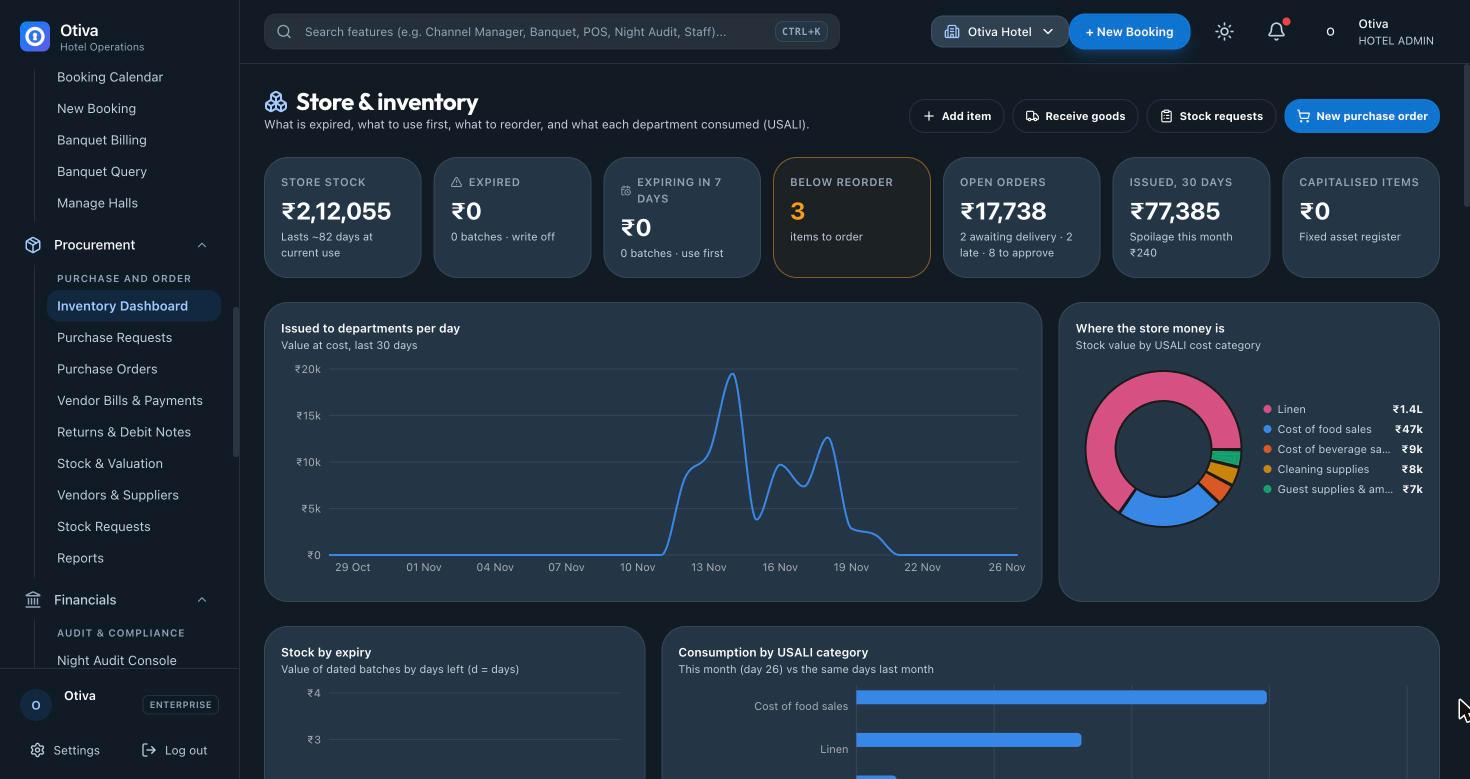 Otiva
Hotel Operations
Booking Calendar
New Booking
Banquet Billing
Banquet Query
Manage Halls
Procurement
PURCHASE AND ORDER
Inventory Dashboard
Purchase Requests
Purchase Orders
Vendor Bills & Payments
Returns & Debit Notes
Stock & Valuation
Vendors & Suppliers
Stock Requests
Reports
Financials
AUDIT & COMPLIANCE
Night Audit Console
O
Otiva
ENTERPRISE
Settings
Log out
Search features (e.g. Channel Manager, Banquet, POS, Night Audit, Staff)...
CTRL+K
Otiva Hotel
+ New Booking
O
Otiva
HOTEL ADMIN
Store & inventory
What is expired, what to use first, what to reorder, and what each department consumed (USALI).
Add item
Receive goods
Stock requests
New purchase order
STORE STOCK
₹2,12,055
Lasts ~82 days at
current use
EXPIRED
₹0
0 batches · write off
EXPIRING IN 7
DAYS
₹0
0 batches · use first
BELOW REORDER
3
items to order
OPEN ORDERS
₹17,738
2 awaiting delivery · 2
late · 8 to approve
ISSUED, 30 DAYS
₹77,385
Spoilage this month
₹240
CAPITALISED ITEMS
₹0
Fixed asset register
Issued to departments per day
Value at cost, last 30 days
₹20k
₹15k
₹10k
₹5k
₹0
29 Oct
01 Nov
04 Nov
07 Nov
10 Nov
13 Nov
16 Nov
19 Nov
22 Nov
26 Nov
Where the store money is
Stock value by USALI cost category
Linen ₹1.4L
Cost of food sales ₹47k
Cost of beverage sa... ₹9k
Cleaning supplies ₹8k
Guest supplies & am... ₹7k
Stock by expiry
Value of dated batches by days left (d = days)
₹4
₹3
Consumption by USALI category
This month (day 26) vs the same days last month
Cost of food sales
Linen